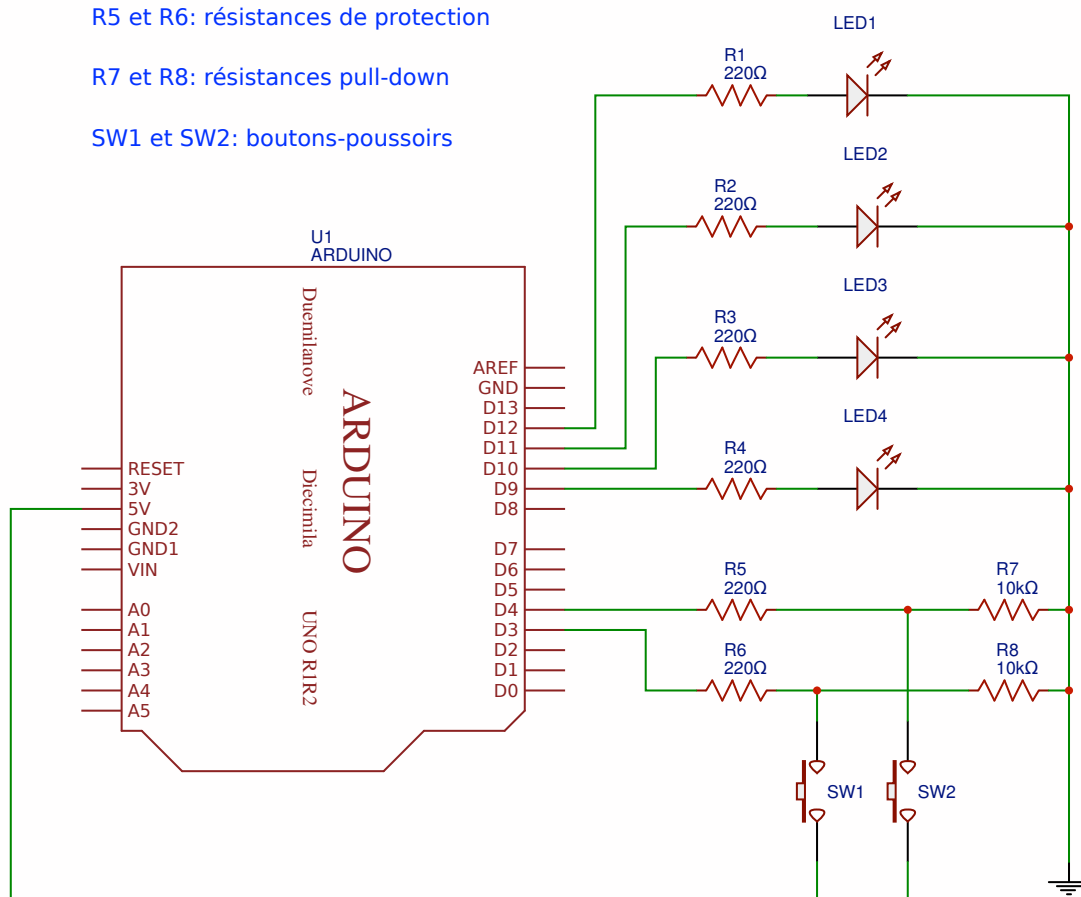 R5 et R6: résistances de protection
R7 et R8: résistances pull-down
SW1 et SW2: boutons-poussoirs
LED1
R1
220Ω
LED2
R2
220Ω
LED3
R3
220Ω
LED4
R4
220Ω
U1
ARDUINO
Duemilanove
Diecimila
UNO R1R2
ARDUINO
RESET
3V
5V
GND2
GND1
VIN
A0
A1
A2
A3
A4
A5
AREF
GND
D13
D12
D11
D10
D9
D8
D7
D6
D5
D4
D3
D2
D1
D0
R5
220Ω
R7
10kΩ
R6
220Ω
R8
10kΩ
SW1
SW2